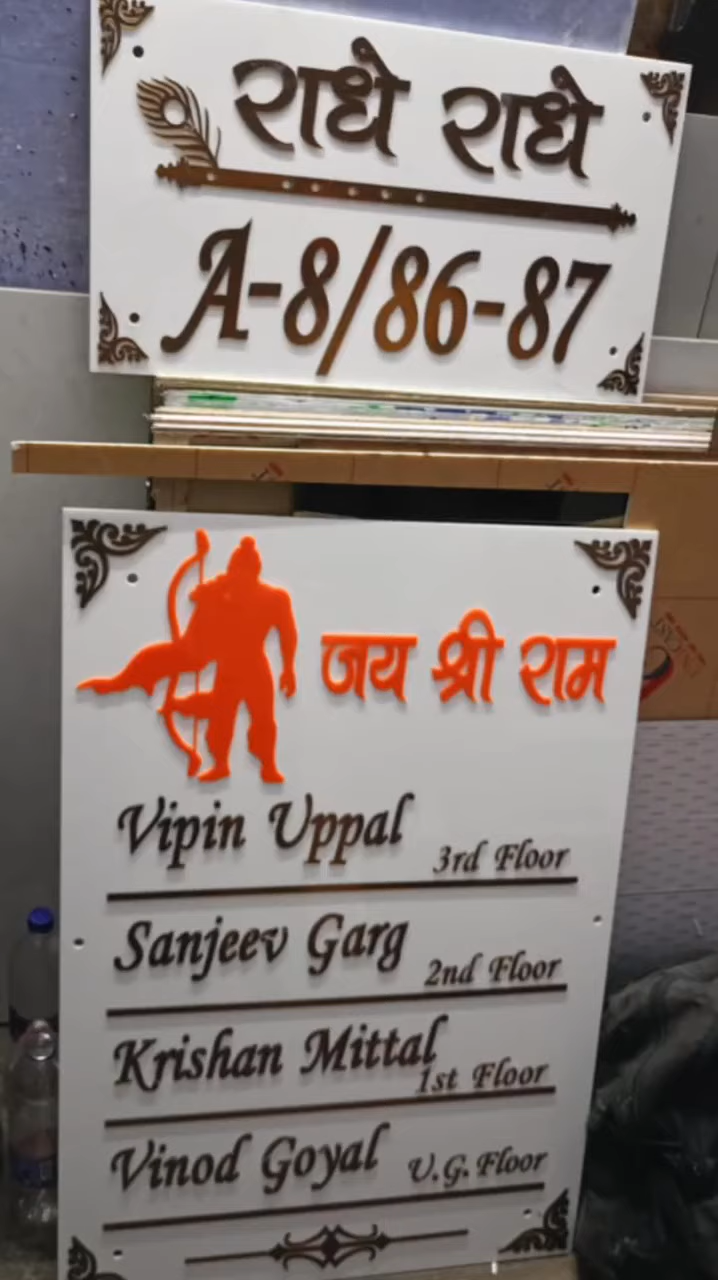 राधे राधे
A-8/86-87
जय श्री राम
Vipin Uppal
3rd Floor
Sanjeev Garg
2nd Floor
Krishan Mittal
1st Floor
Vinod Goyal
U.G. Floor